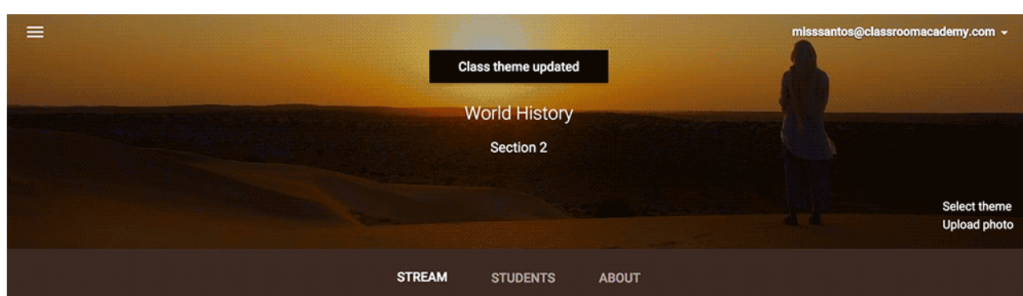 misssantos@classroomacademy.com
Class theme updated
World History
Section 2
Select theme
Upload photo
STREAM STUDENTS ABOUT